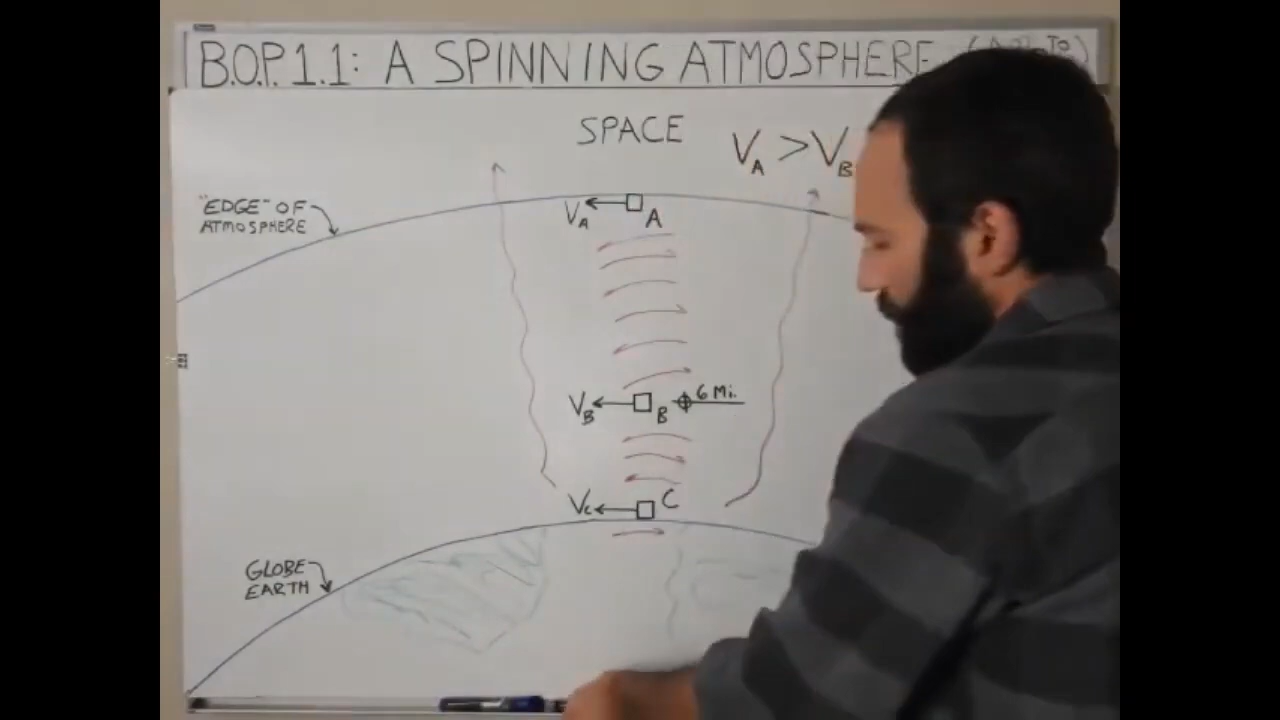 B.O.P. 1.1: A SPINNING ATMOSPHERE
SPACE
VA > VB
"EDGE" OF
ATMOSPHERE
VA
A
VB
B
6 Mi.
VC
C
GLOBE
EARTH